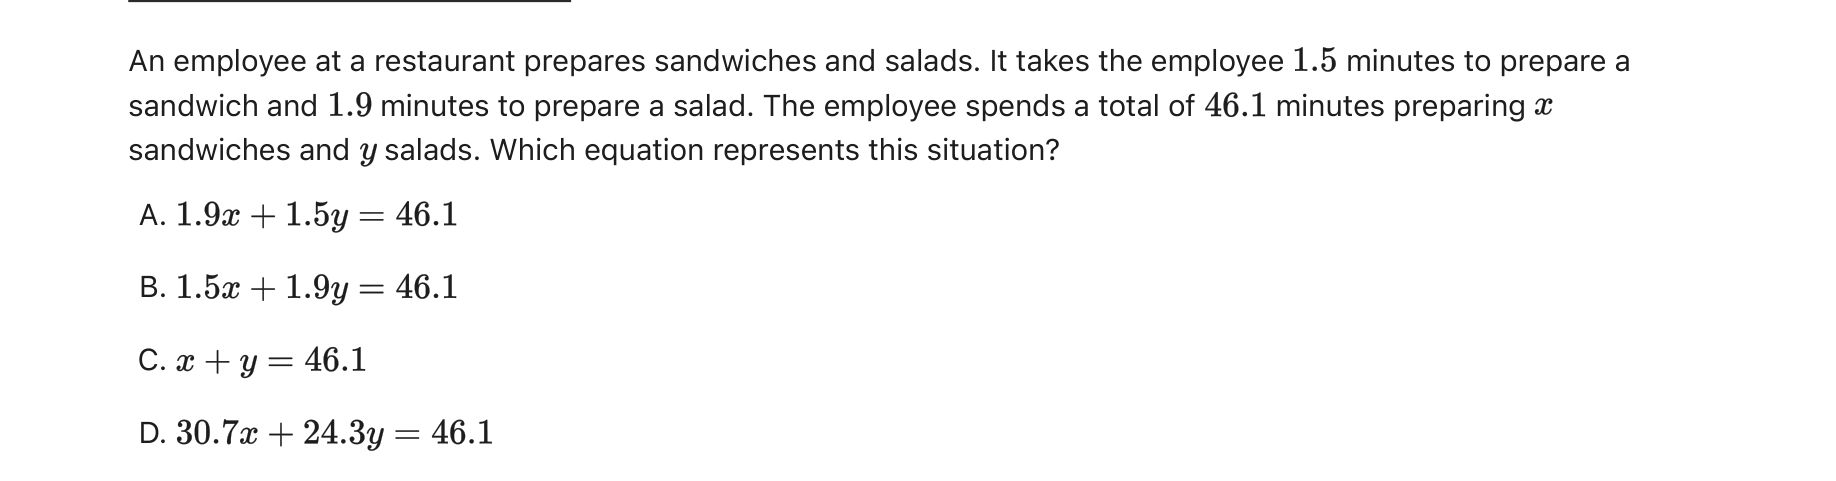 An employee at a restaurant prepares sandwiches and salads. It takes the employee 1.5 minutes to prepare a
sandwich and 1.9 minutes to prepare a salad. The employee spends a total of 46.1 minutes preparing x
sandwiches and y salads. Which equation represents this situation?
A. 1.9x + 1.5y = 46.1
B. 1.5x + 1.9y = 46.1
C. x + y = 46.1
D. 30.7x + 24.3y = 46.1